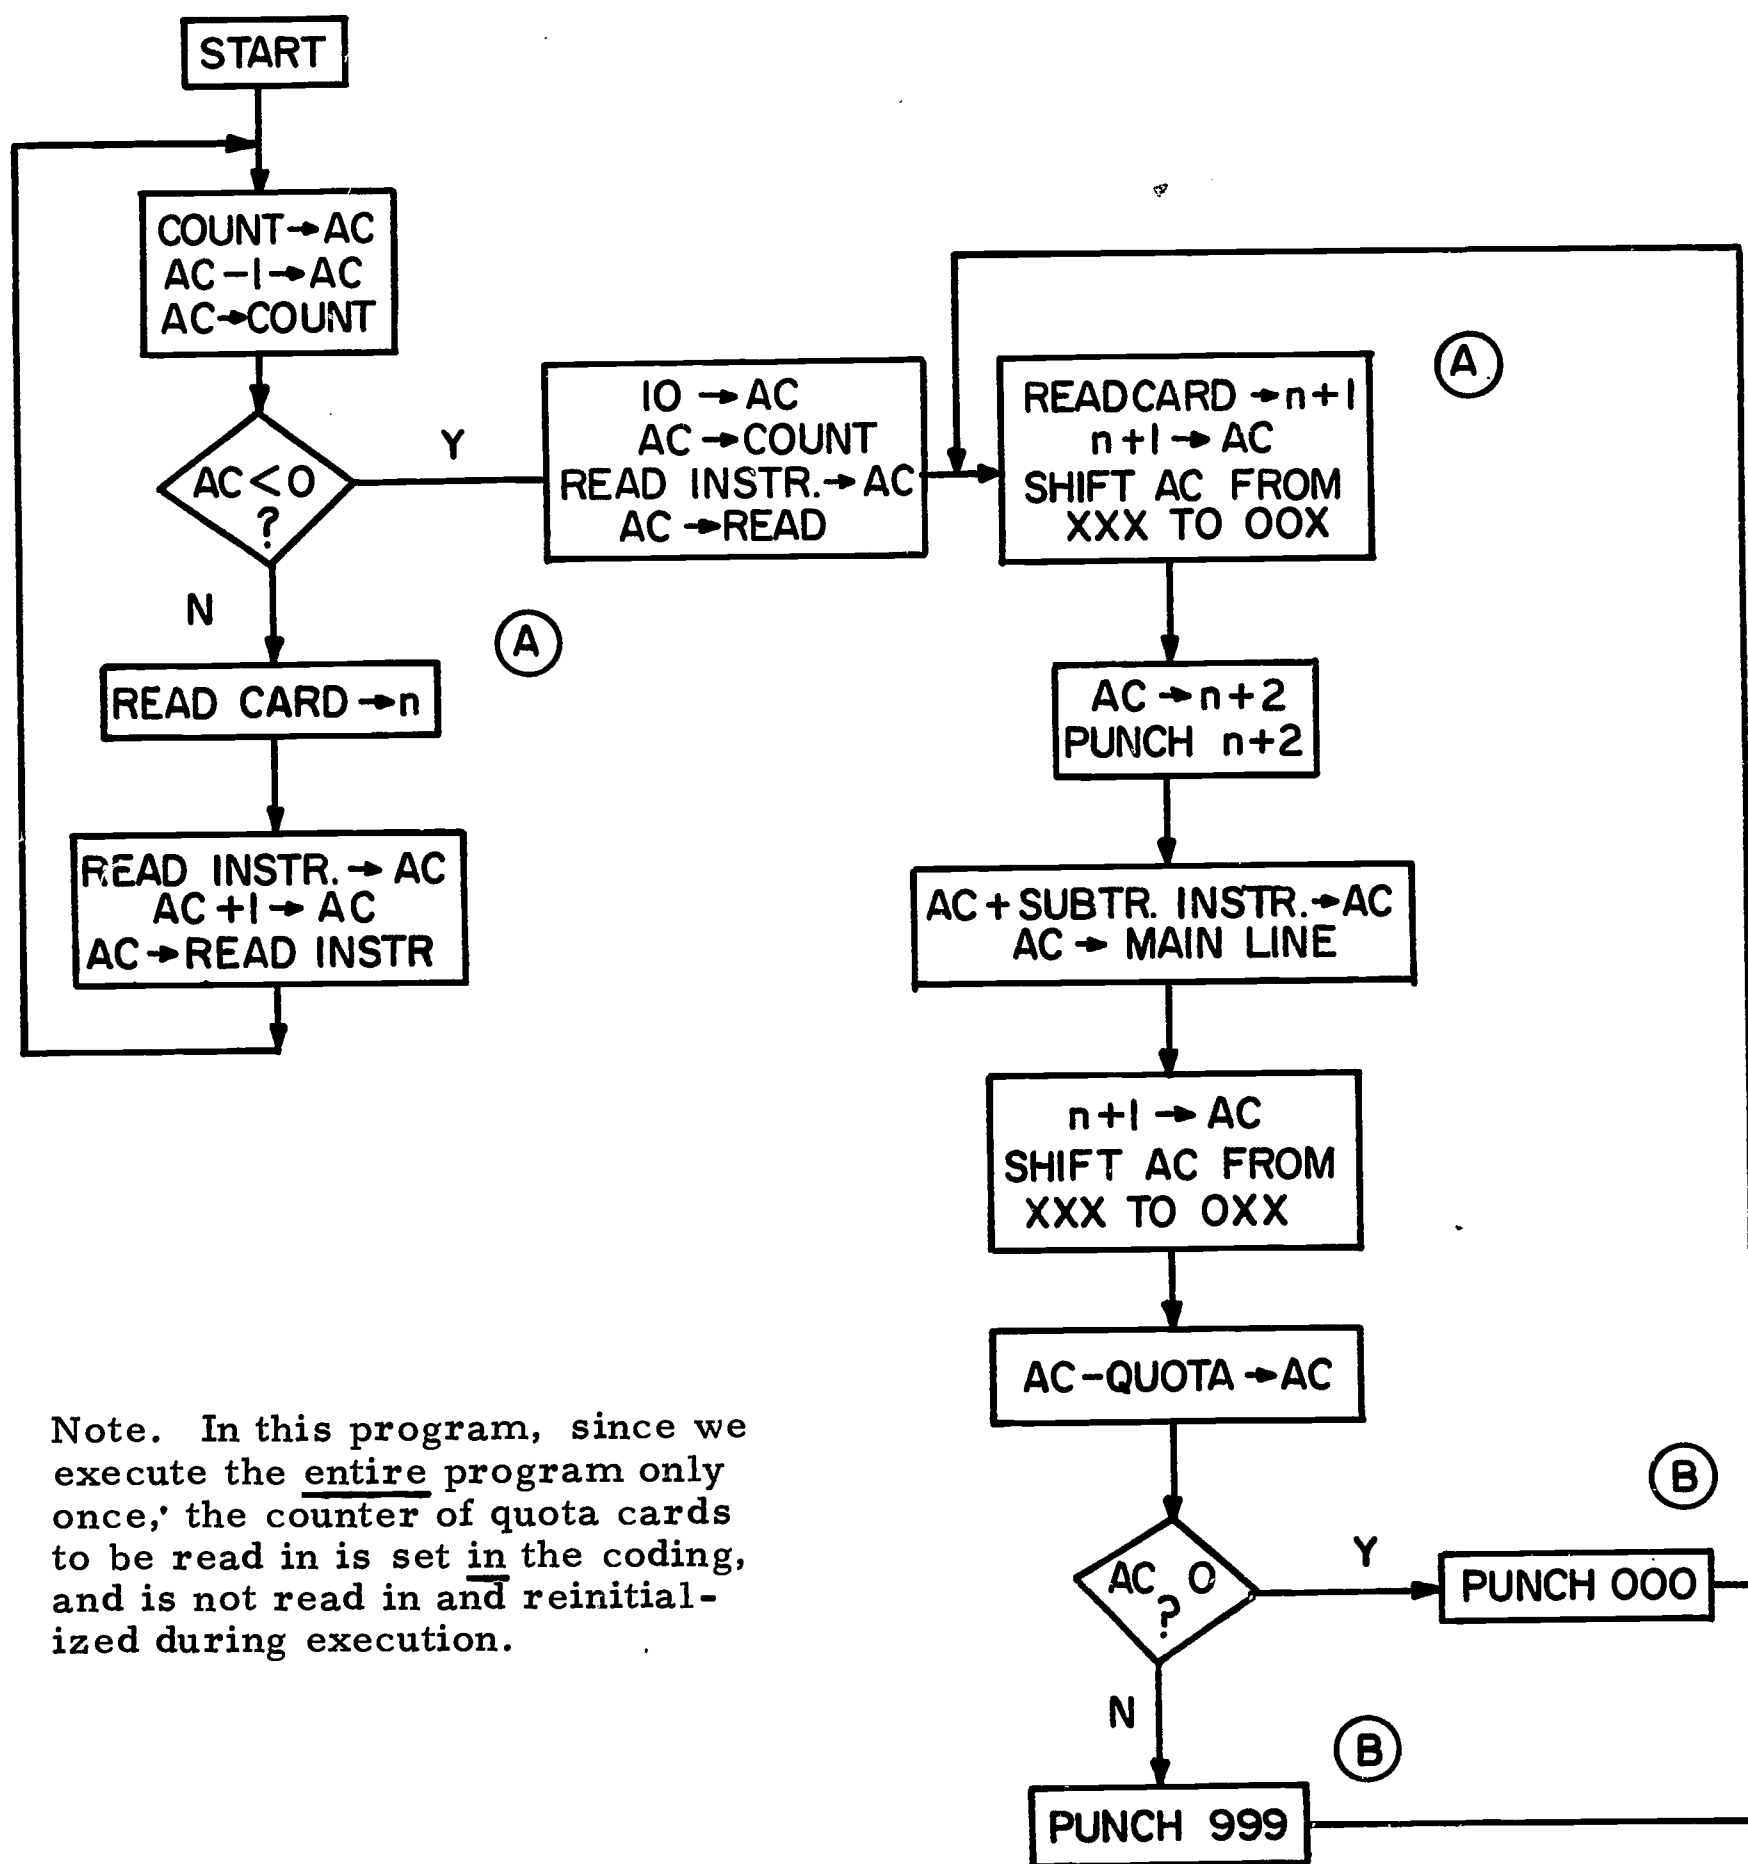 START
COUNT→AC
AC-1→AC
AC→COUNT
AC<0
?
Y
N
A
READ CARD→n
READ INSTR.→AC
AC+1→AC
AC→READ INSTR
10→AC
AC→COUNT
READ INSTR.→AC
AC→READ
A
READCARD→n+1
n+1→AC
SHIFT AC FROM
XXX TO OOX
AC→n+2
PUNCH n+2
AC+SUBTR. INSTR.→AC
AC→MAIN LINE
n+1→AC
SHIFT AC FROM
XXX TO OXX
AC-QUOTA→AC
AC 0
?
Y
B
PUNCH 000
N
B
PUNCH 999
Note. In this program, since we
execute the entire program only
once, the counter of quota cards
to be read in is set in the coding,
and is not read in and reinitial-
ized during execution.